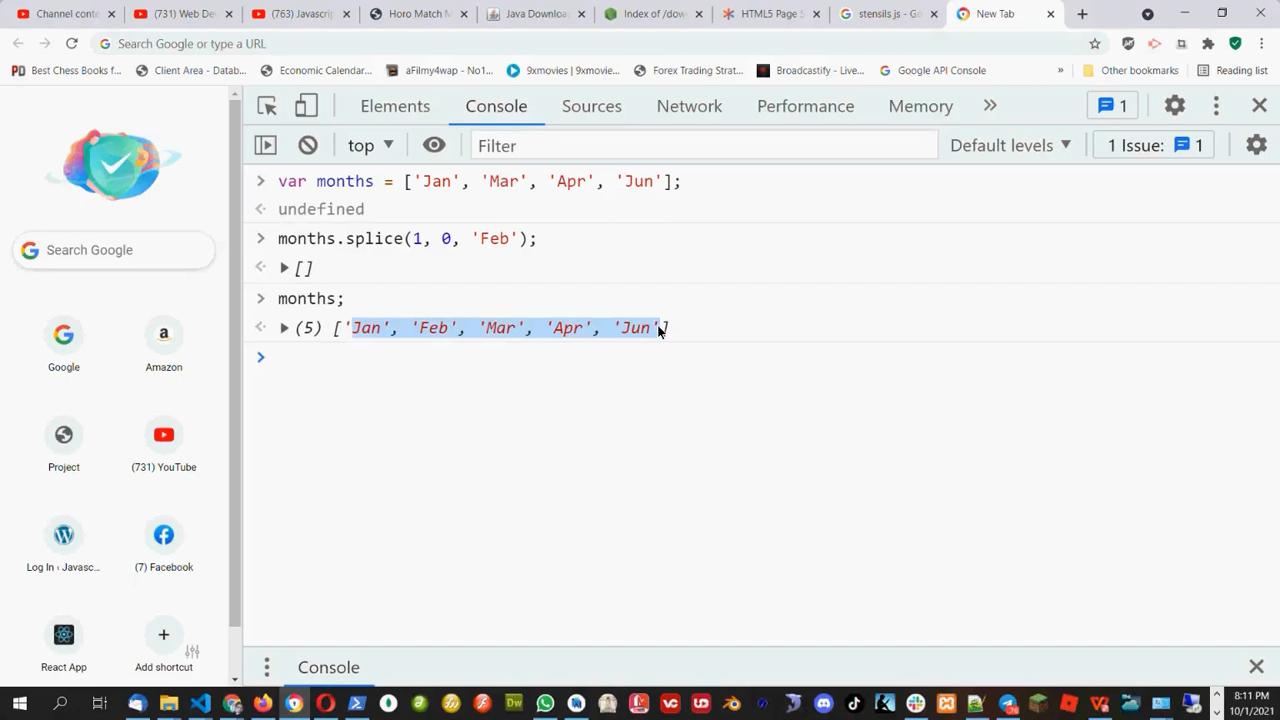 Channel conte
(731) Web Dev
(763) Javascrip
Horo Match M
Java Downloa
Index of /dow
HTML5 Page S
stensils js - Go
New Tab
Search Google or type a URL
Best Chess Books f...
Client Area - Datab...
Economic Calendar...
aFilmy4wap - No1...
9xmovies | 9xmovie...
Forex Trading Strat...
Broadcastify - Live...
Google API Console
»
Other bookmarks
Reading list
Elements
Console
Sources
Network
Performance
Memory
»
1
top
Filter
Default levels
1 Issue: 1
> var months = ['Jan', 'Mar', 'Apr', 'Jun'];
undefined
> months.splice(1, 0, 'Feb');
[]
> months;
(5) ['Jan', 'Feb', 'Mar', 'Apr', 'Jun']
>
Search Google
Google
Amazon
Project
(731) YouTube
Log In ‹ Javasc...
(7) Facebook
React App
Add shortcut
Console
8:11 PM
10/1/2021